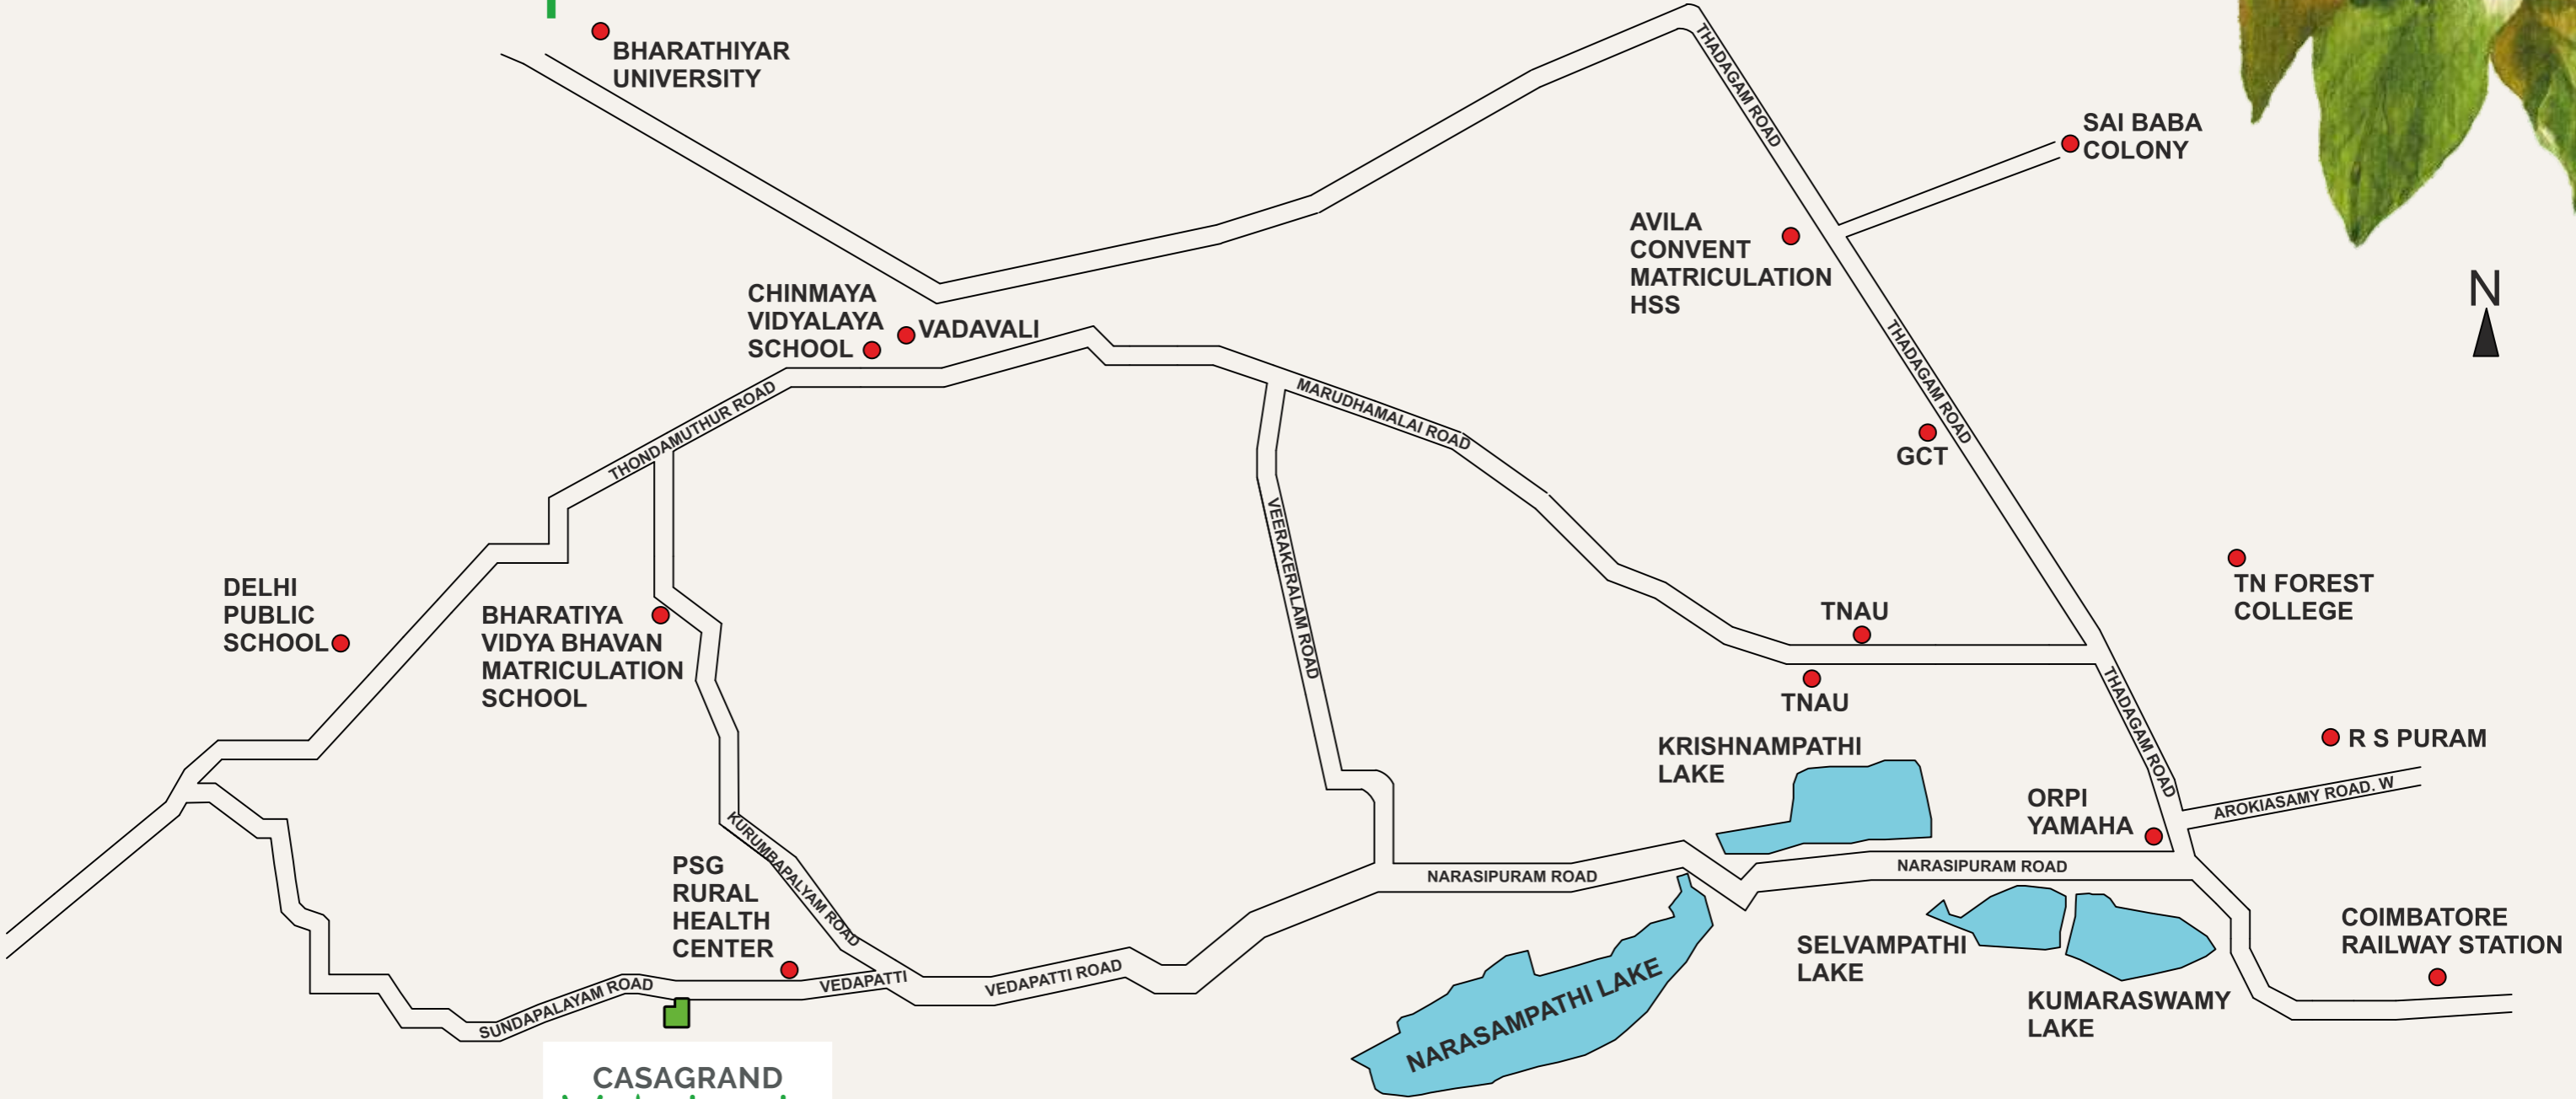 BHARATHIYAR
UNIVERSITY
THADAGAM ROAD
SAI BABA
COLONY
AVILA
CONVENT
MATRICULATION
HSS
N
CHINMAYA
VIDYALAYA
SCHOOL
VADAVALI
THONDAMUTHUR ROAD
MARUDHAMALAI ROAD
THADAGAM ROAD
GCT
VEERAKERALAM ROAD
DELHI
PUBLIC
SCHOOL
BHARATIYA
VIDYA BHAVAN
MATRICULATION
SCHOOL
TNAU
TNAU
TN FOREST
COLLEGE
THADAGAM ROAD
R S PURAM
KRISHNAMPATHI
LAKE
ORPI
YAMAHA
AROKIASAMY ROAD. W
KURUMBAPALYAM ROAD
PSG
RURAL
HEALTH
CENTER
NARASIPURAM ROAD
NARASIPURAM ROAD
SUNDAPALAYAM ROAD
VEDAPATTI
VEDAPATTI ROAD
NARASAMPATHI LAKE
SELVAMPATHI
LAKE
KUMARASWAMY
LAKE
COIMBATORE
RAILWAY STATION
CASAGRAND